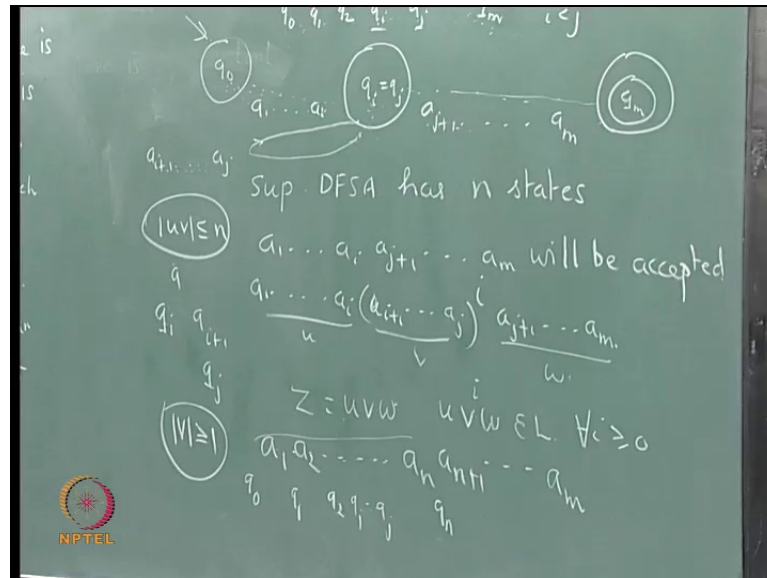 q₀ q₁ q₂ qᵢ qⱼ qₘ i<j
e is
is
q₀ qᵢ=qⱼ qₘ
a₁....aᵢ aⱼ₊₁..... aₘ
aᵢ₊₁.....aⱼ
ch
Sup. DFSA has n states
|uv|≤n
a₁...aᵢ aⱼ₊₁...aₘ will be accepted
a₁....aᵢ (aᵢ₊₁...aⱼ)ⁱ aⱼ₊₁...aₘ
u v w.
qᵢ qᵢ₊₁
qⱼ
z=uvw uvⁱw ∈ L. ∀i≥0
|v|≥1
a₁a₂.....aₙ aₙ₊₁...aₘ
q₀ q₁ q₂ qᵢ qⱼ qₙ
NPTEL